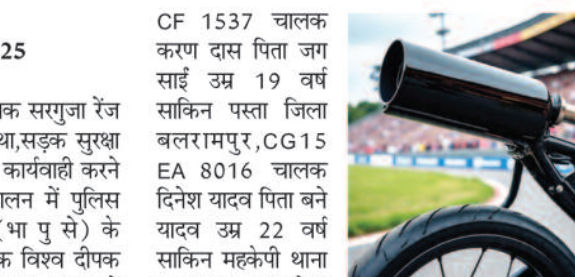 25
क सरगुजा रेंज
था,सड़क सुरक्षा
कार्यवाही करने
ालन में पुलिस
(भा पु से) के
क विश्व दीपक
CF 1537 चालक
करण दास पिता जग
साईं उम्र 19 वर्ष
साकिन पस्ता जिला
बलरामपुर,CG15
EA 8016 चालक
दिनेश यादव पिता बने
यादव उम्र 22 वर्ष
साकिन महकेपी थाना